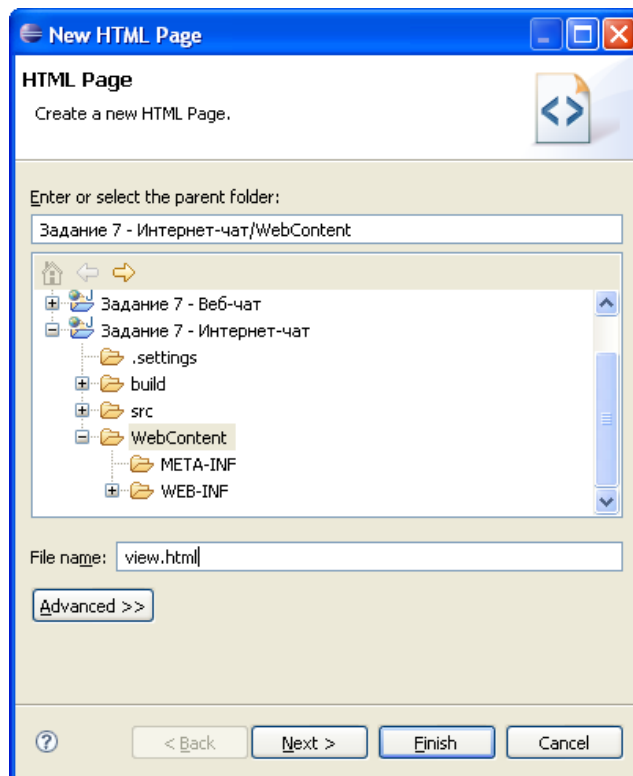 New HTML Page
HTML Page
Create a new HTML Page.
Enter or select the parent folder:
Задание 7 - Интернет-чат/WebContent
Задание 7 - Веб-чат
Задание 7 - Интернет-чат
.settings
build
src
WebContent
META-INF
WEB-INF
File name: view.html
Advanced >>
? < Back Next > Finish Cancel